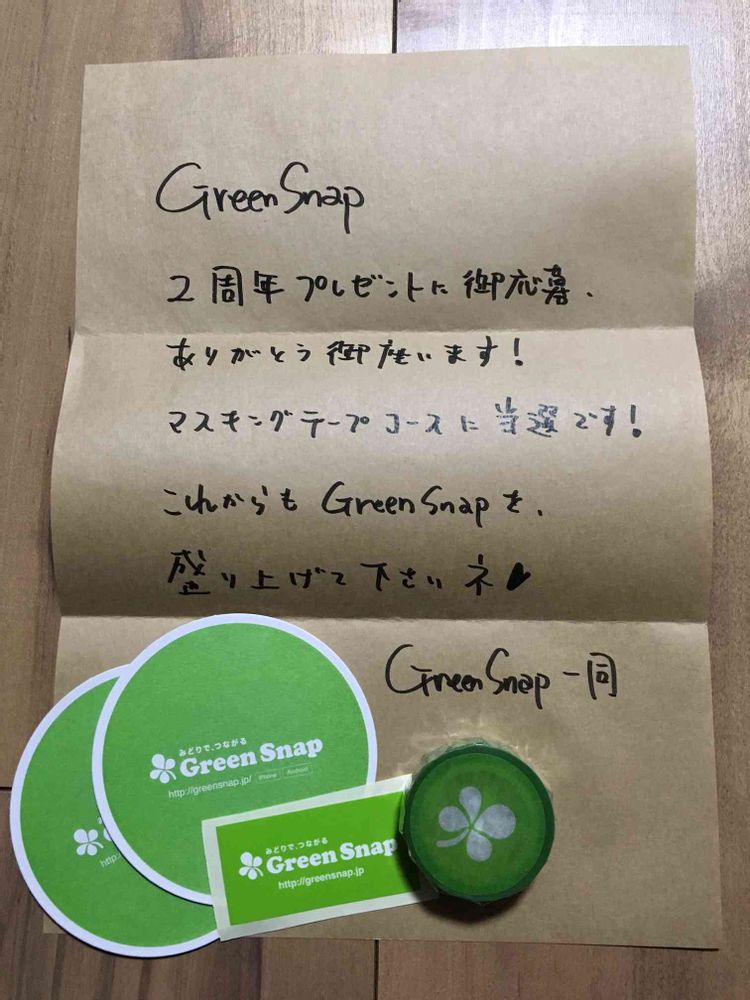 GreenSnap
2周年プレゼントに御応募、
ありがとう御座います!
マスキングテープコースに当選です!
これからもGreenSnapを、
盛り上げて下さいネ♥
GreenSnap一同
みどりで、つながる
Green Snap
http://greensnap.jp/ iPhone Android
http:/
みどりで、つながる
Green Snap
http://greensnap.jp